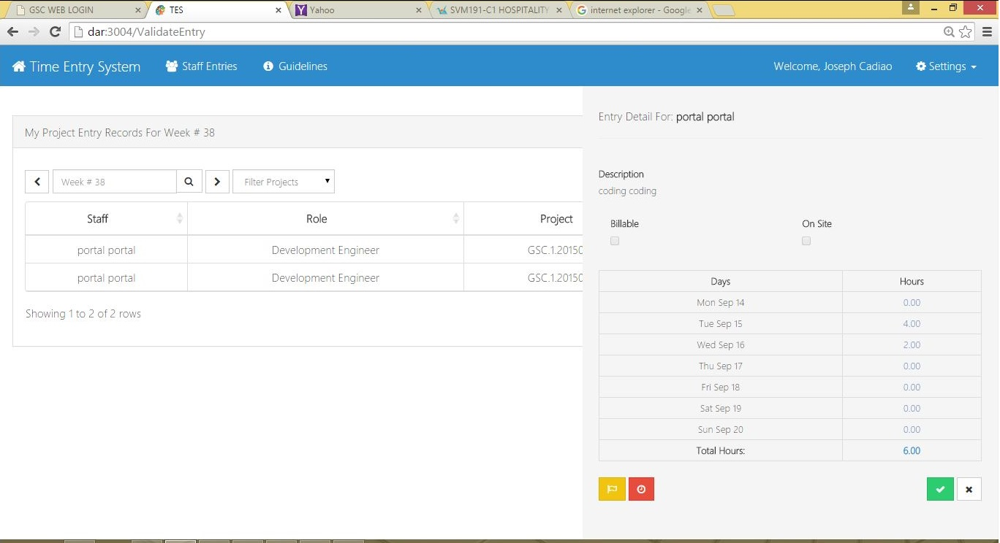 GSC WEB LOGIN
TES
Yahoo
SVM191-C1 HOSPITALITY
internet explorer - Google
dar:3004/ValidateEntry
Time Entry System
Staff Entries
Guidelines
Welcome, Joseph Cadiao
Settings
My Project Entry Records For Week # 38
Week # 38
Filter Projects
Staff
Role
Project
portal portal
Development Engineer
GSC.1.20150
portal portal
Development Engineer
GSC.1.20150
Showing 1 to 2 of 2 rows
Entry Detail For: portal portal
Description
coding coding
Billable
On Site
Days
Hours
Mon Sep 14
0.00
Tue Sep 15
4.00
Wed Sep 16
2.00
Thu Sep 17
0.00
Fri Sep 18
0.00
Sat Sep 19
0.00
Sun Sep 20
0.00
Total Hours:
6.00